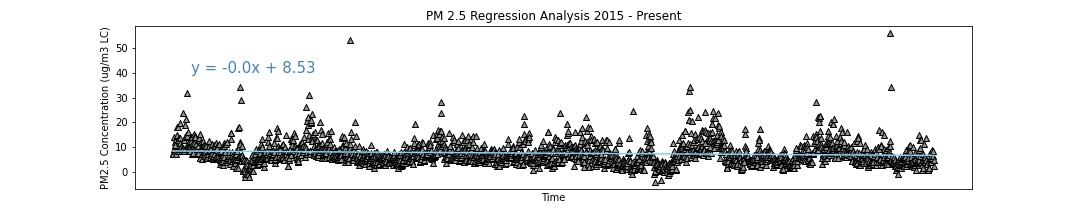 PM 2.5 Regression Analysis 2015 - Present
PM2.5 Concentration (ug/m3 LC)
50
40
30
20
10
0
y = -0.0x + 8.53
Time